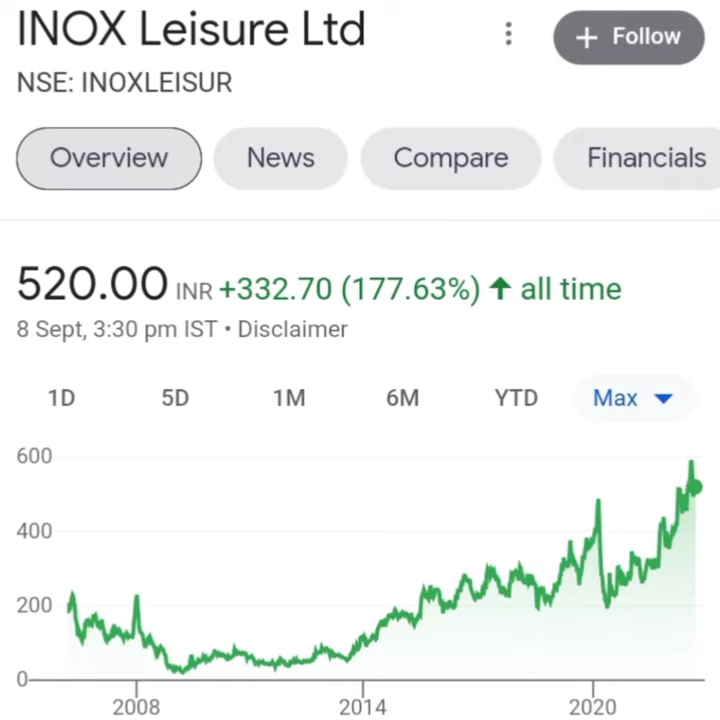 INOX Leisure Ltd
+ Follow
NSE: INOXLEISUR
Overview News Compare Financials
520.00 INR +332.70 (177.63%) ↑ all time
8 Sept, 3:30 pm IST • Disclaimer
1D 5D 1M 6M YTD Max
600
400
200
0
2008 2014 2020